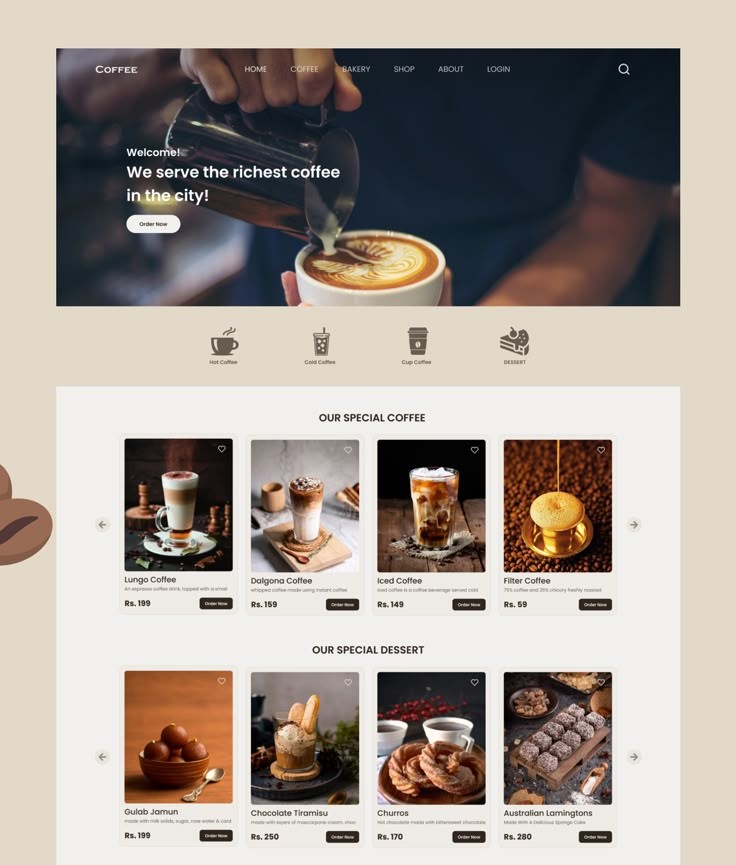 COFFEE
HOME COFFEE BAKERY SHOP ABOUT LOGIN
Welcome!
We serve the richest coffee
in the city!
Order Now
Hot Coffee
Cold Coffee
Cup Coffee
DESSERT
OUR SPECIAL COFFEE
Lungo Coffee
An espresso coffee drink, topped with a small
Rs. 199
Order Now
Dalgona Coffee
whipped coffee made using instant coffee
Rs. 159
Order Now
Iced Coffee
Iced coffee is a coffee beverage served cold.
Rs. 149
Order Now
Filter Coffee
75% coffee and 25% chicory freshly roasted
Rs. 59
Order Now
OUR SPECIAL DESSERT
Gulab Jamun
made with milk solids, sugar, rose water & card
Rs. 199
Order Now
Chocolate Tiramisu
made with layers of mascarpone cream, choc
Rs. 250
Order Now
Churros
Hot chocolate made with bittersweet chocolate
Rs. 170
Order Now
Australian Lamingtons
Made With A Delicious Sponge Cake
Rs. 280
Order Now